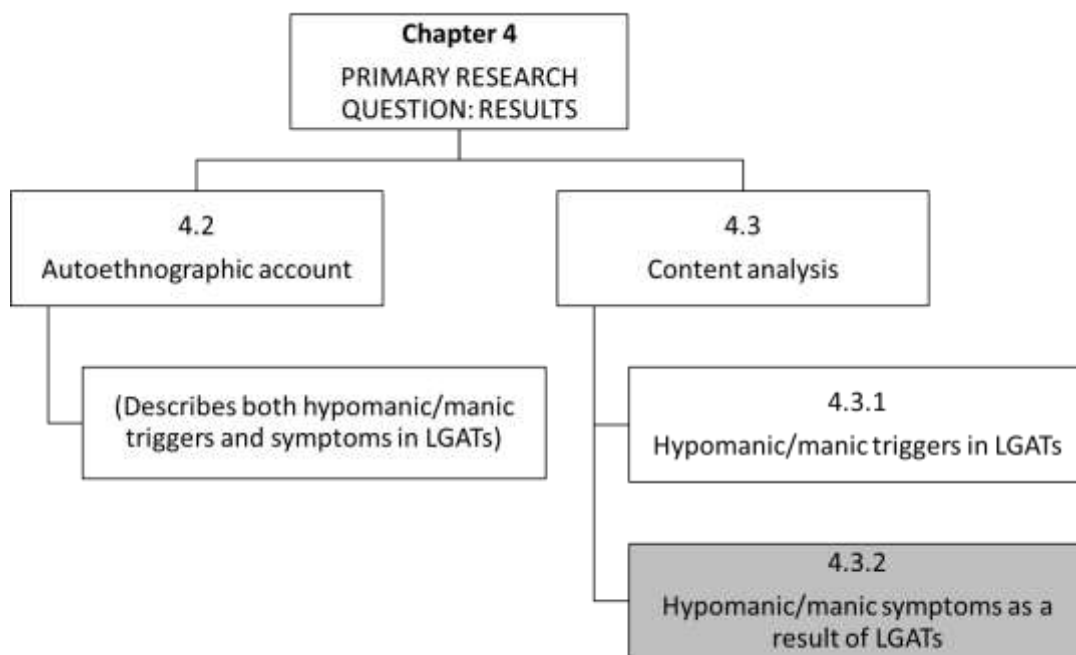 Chapter 4
PRIMARY RESEARCH
QUESTION: RESULTS
4.2
Autoethnographic account
(Describes both hypomanic/manic
triggers and symptoms in LGATs)
4.3
Content analysis
4.3.1
Hypomanic/manic triggers in LGATs
4.3.2
Hypomanic/manic symptoms as a
result of LGATs